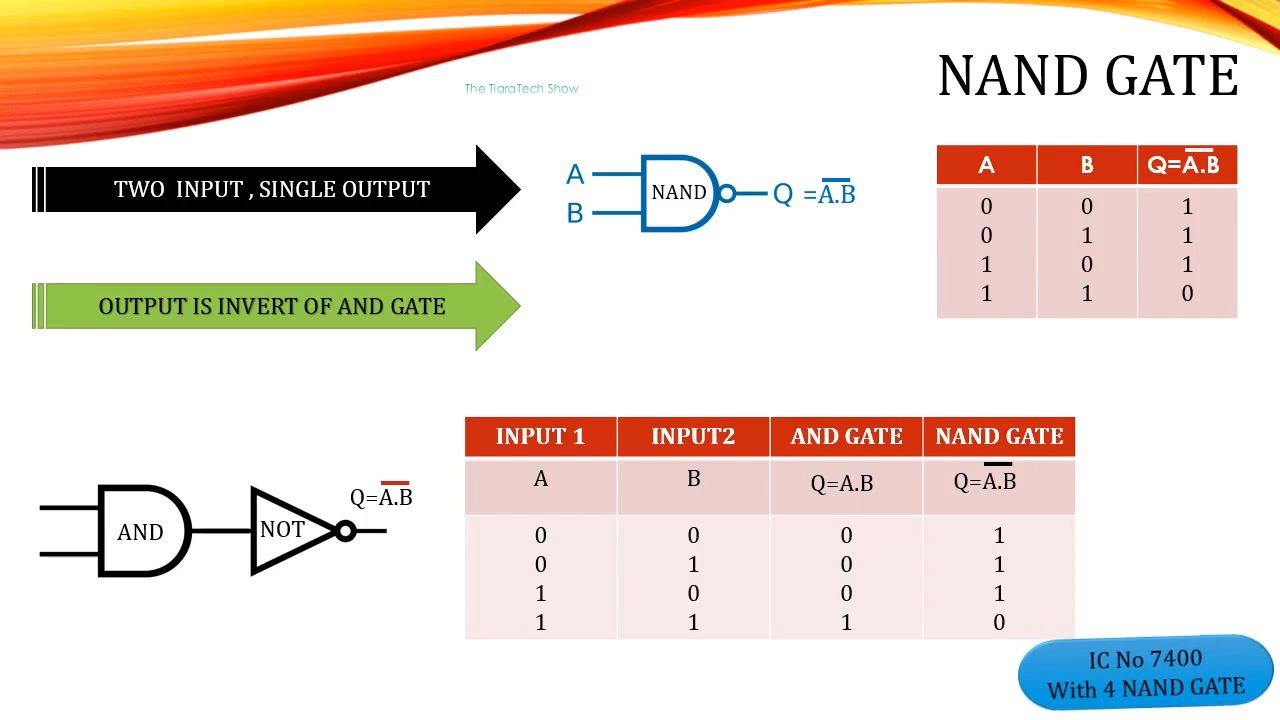 NAND GATE
The TiaraTech Show
TWO INPUT , SINGLE OUTPUT
A
B
NAND
Q =A̅.̅B̅
A B Q=A̅.̅B̅
0 0 1
0 1 1
1 0 1
1 1 0
OUTPUT IS INVERT OF AND GATE
AND
NOT
Q=A̅.̅B̅
INPUT 1 INPUT2 AND GATE NAND GATE
A B Q=A.B Q=A̅.̅B̅
0 0 0 1
0 1 0 1
1 0 0 1
1 1 1 0
IC No 7400
With 4 NAND GATE